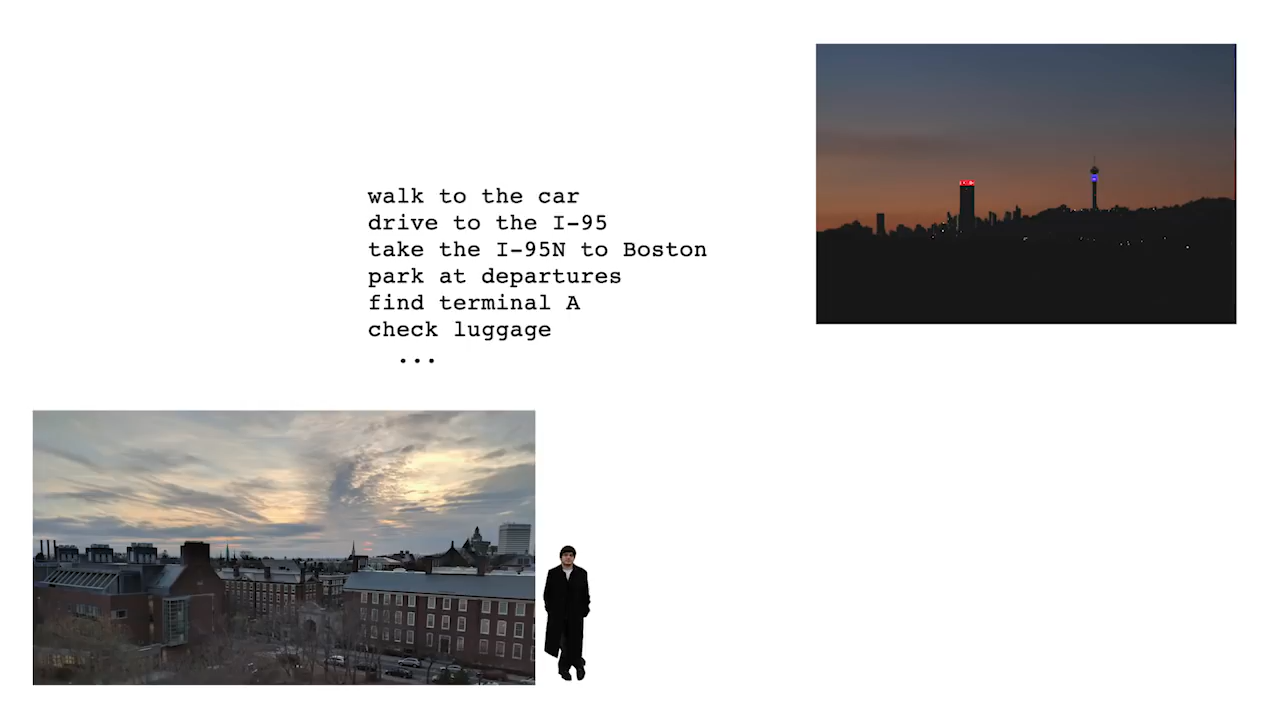 walk to the car
drive to the I-95
take the I-95N to Boston
park at departures
find terminal A
check luggage
...